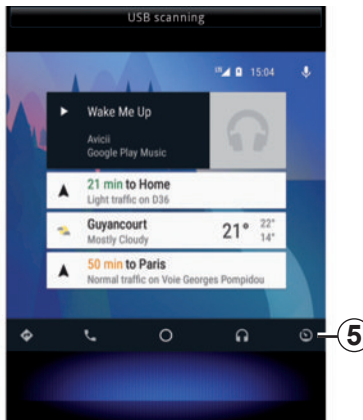 USB scanning
15:04
Wake Me Up
Avicii
Google Play Music
21 min to Home
Light traffic on D36
Guyancourt
Mostly Cloudy
21°
22°
14°
50 min to Paris
Normal traffic on Voie Georges Pompidou
5